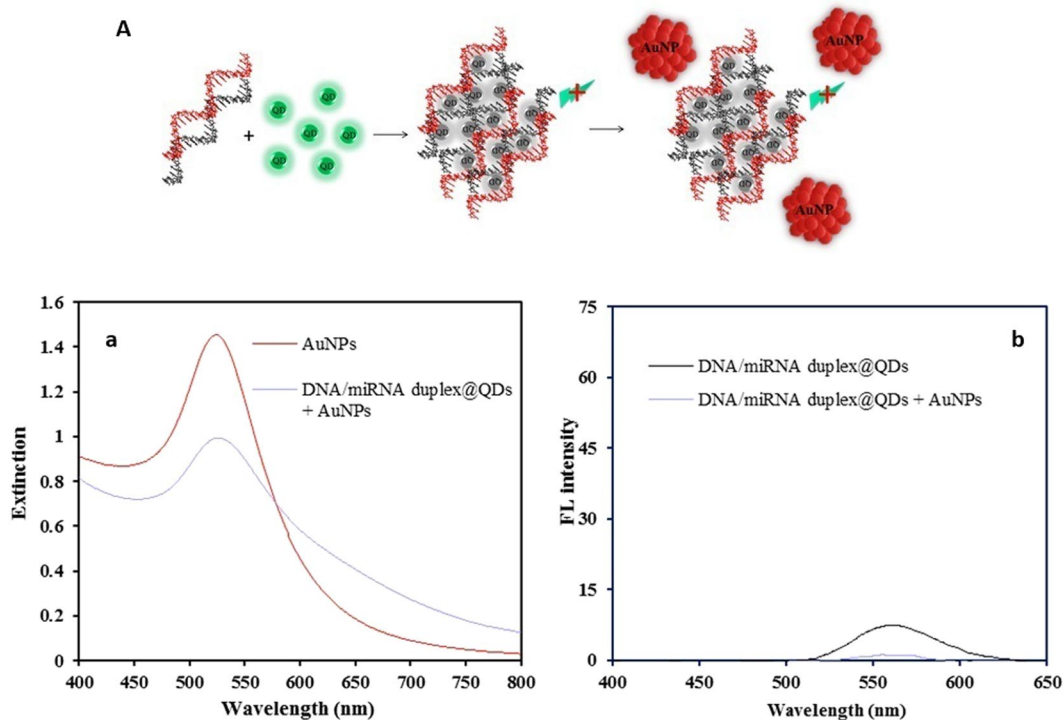 A
AuNP
AuNP
QD
QD
QD
QD
QD
QD
+
QD
QD
QD
QD
QD
QD
QD
QD
AuNP
1.6
1.4
1.2
1
0.8
0.6
0.4
0.2
0
Extinction
a
AuNPs
DNA/miRNA duplex@QDs
+ AuNPs
400 450 500 550 600 650 700 750 800
Wavelength (nm)
75
60
45
30
15
0
FL intensity
b
DNA/miRNA duplex@QDs
DNA/miRNA duplex@QDs + AuNPs
400 450 500 550 600 650
Wavelength (nm)